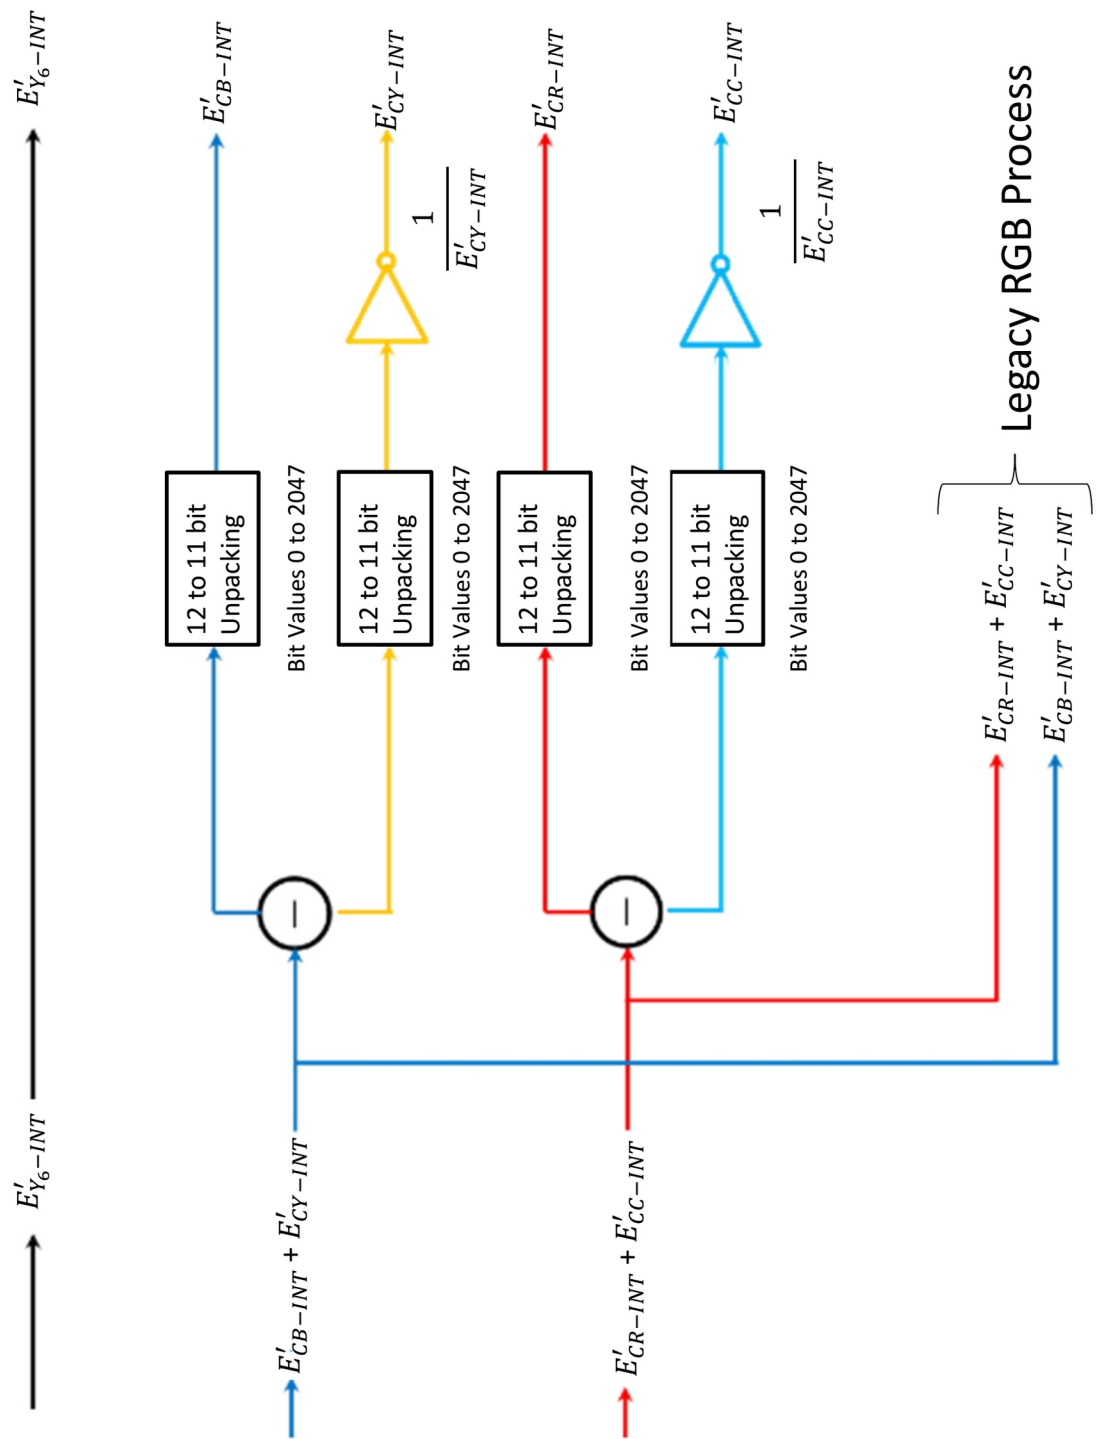 E′Y₆−INT
E′Y₆−INT
E′CB−INT + E′CY−INT
−
12 to 11 bit
Unpacking
Bit Values 0 to 2047
E′CB−INT
12 to 11 bit
Unpacking
Bit Values 0 to 2047
1
E′CY−INT
E′CY−INT
E′CR−INT + E′CC−INT
−
12 to 11 bit
Unpacking
Bit Values 0 to 2047
E′CR−INT
12 to 11 bit
Unpacking
Bit Values 0 to 2047
1
E′CC−INT
E′CC−INT
E′CR−INT + E′CC−INT
E′CB−INT + E′CY−INT
Legacy RGB Process